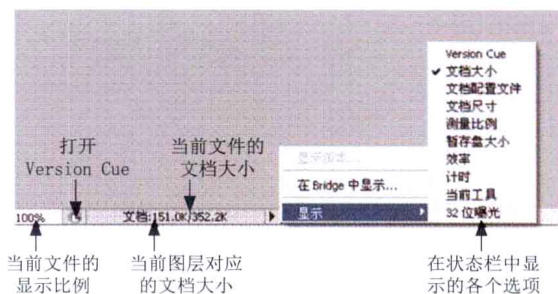 Version Cue
文档大小
文档配置文件
文档尺寸
测量比例
暂存盘大小
效率
计时
当前工具
32 位曝光
打开
Version Cue
当前文件的
文档大小
在 Bridge 中显示...
显示
100%
文档:151.0K/352.2K
当前文件的
显示比例
当前图层对应
的文档大小
在状态栏中显
示的各个选项